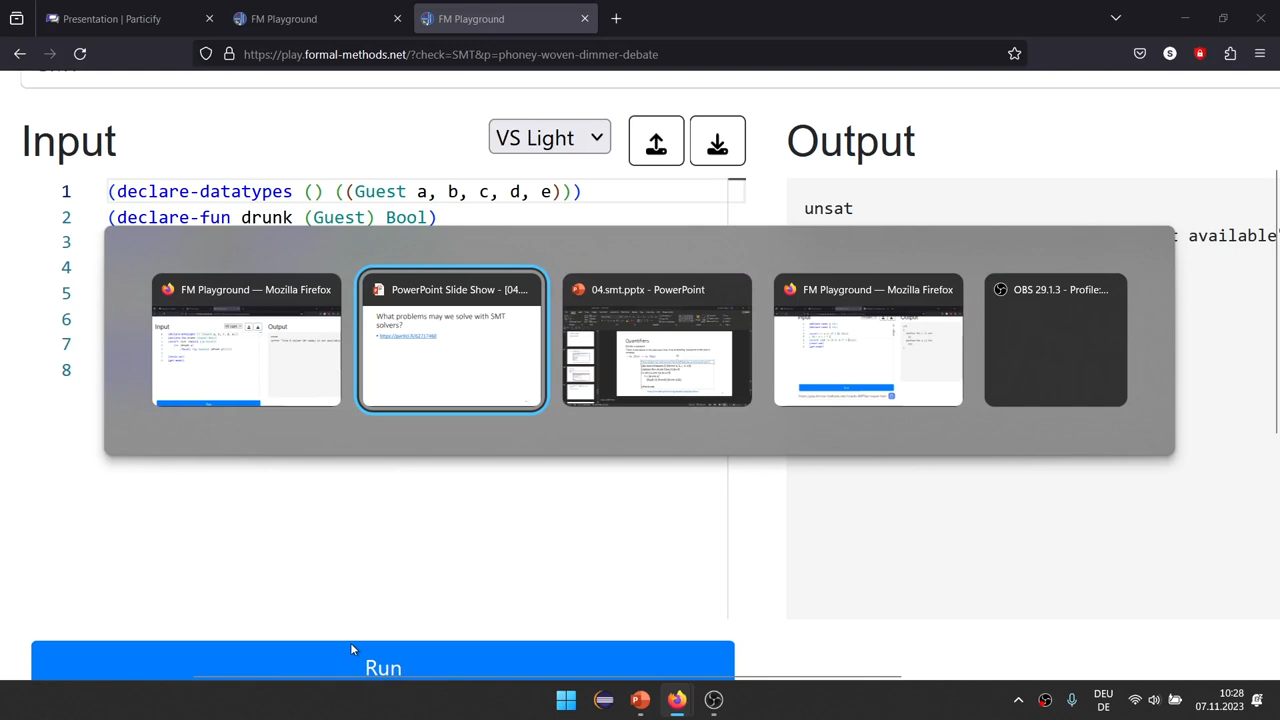 Presentation | Particify
FM Playground
FM Playground
https://play.formal-methods.net/?check=SMT&p=phoney-woven-dimmer-debate
Input
VS Light
Output
1 (declare-datatypes () ((Guest a, b, c, d, e)))
2 (declare-fun drunk (Guest) Bool)
3
4
5
6
7
8
unsat
t available"
FM Playground — Mozilla Firefox
PowerPoint Slide Show - [04....
04.smt.pptx - PowerPoint
FM Playground — Mozilla Firefox
OBS 29.1.3 - Profile:...
What problems may we solve with SMT
solvers?
Quantifiers
Input
Output
Run
DEU
DE
10:28
07.11.2023